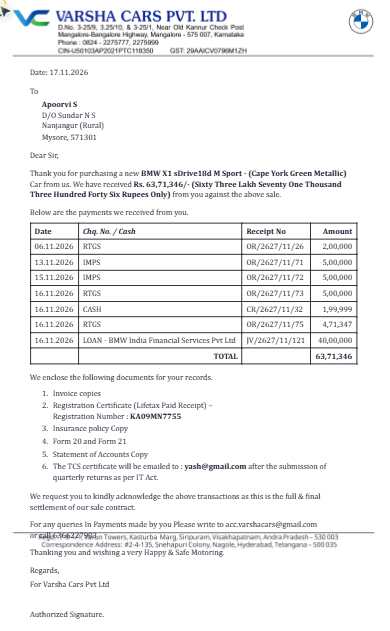 VARSHA CARS PVT. LTD
D.No. 3-25/9, 3.25/10, & 3-25/1, Near Old Kannur Check Post
Mangalore-Bangalore Highway, Mangalore - 575 007, Karnataka
Phone : 0824 - 2275777, 2275999
CIN-U50103AP2021PTC118350 GST: 29AAICV0798M1ZH
Date: 17.11.2026
To
Apoorvi S
D/O Sundar N S
Nanjangur (Rural)
Mysore, 571301
Dear Sir,
Thank you for purchasing a new BMW X1 sDrive18d M Sport - (Cape York Green Metallic)
Car from us. We have received Rs. 63,71,346/- (Sixty Three Lakh Seventy One Thousand
Three Hundred Forty Six Rupees Only) from you against the above sale.
Below are the payments we received from you.
Date Chq. No. / Cash Receipt No Amount
06.11.2026 RTGS OR/2627/11/26 2,00,000
13.11.2026 IMPS OR/2627/11/71 5,00,000
15.11.2026 IMPS OR/2627/11/72 5,00,000
16.11.2026 RTGS OR/2627/11/73 5,00,000
16.11.2026 CASH CR/2627/11/32 1,99,999
16.11.2026 RTGS OR/2627/11/75 4,71,347
16.11.2026 LOAN - BMW India Financial Services Pvt Ltd JV/2627/11/121 40,00,000
TOTAL 63,71,346
We enclose the following documents for your records.
1. Invoice copies
2. Registration Certificate (Lifetax Paid Receipt) –
Registration Number : KA09MN7755
3. Insurance policy Copy
4. Form 20 and Form 21
5. Statement of Accounts Copy
6. The TCS certificate will be emailed to : yash@gmail.com after the submission of
quarterly returns as per IT Act.
We request you to kindly acknowledge the above transactions as this is the full & final
settlement of our sale contract.
For any queries In Payments made by you Please write to acc.varshacars@gmail.com
or call
Towers, Kasturba Marg, Siripuram, Visakhapatnam, Andra Pradesh – 530 003
Correspondence Address: #2-4-135, Snehapuri Colony, Nagole, Hyderabad, Telangana - 500 035
Thanking you and wishing a very Happy & Safe Motoring.
Regards,
For Varsha Cars Pvt Ltd
Authorized Signature.